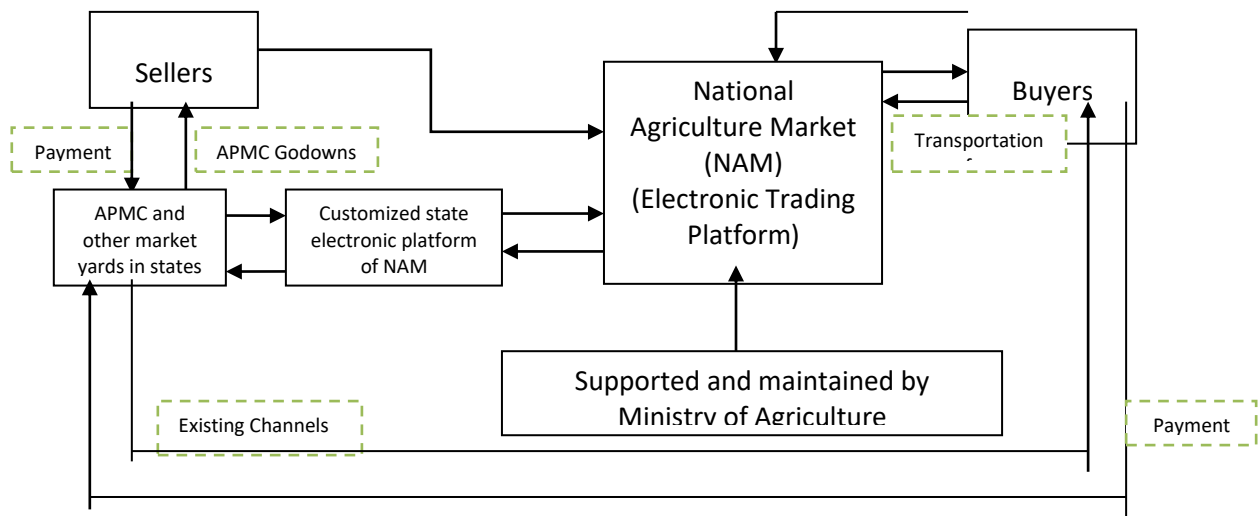 Sellers
National
Agriculture Market
(NAM)
(Electronic Trading
Platform)
Buyers
Payment
APMC Godowns
Transportation
APMC and
other market
yards in states
Customized state
electronic platform
of NAM
Supported and maintained by
Ministry of Agriculture
Existing Channels
Payment